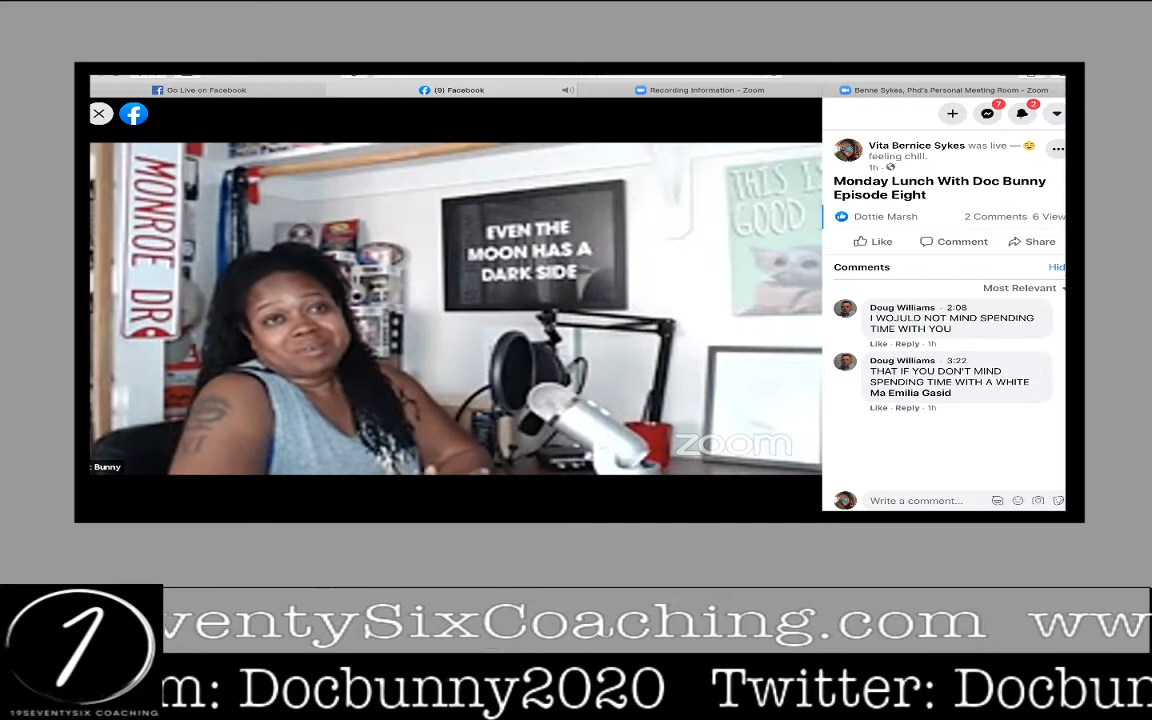 Go Live on Facebook
(9) Facebook
Recording Information - Zoom
Benne Sykes, Phd's Personal Meeting Room - Zoom
7
2
Vita Bernice Sykes was live —
feeling chill.
1h ·
Monday Lunch With Doc Bunny
Episode Eight
Dottie Marsh
2 Comments 6 View
Like
Comment
Share
Comments
Hid
Most Relevant
Doug Williams · 2:08
I WOJULD NOT MIND SPENDING
TIME WITH YOU
Like · Reply · 1h
Doug Williams · 3:22
THAT IF YOU DON'T MIND
SPENDING TIME WITH A WHITE
Ma Emilia Gasid
Like · Reply · 1h
Write a comment...
MONROE DR
EVEN THE
MOON HAS A
DARK SIDE
THIS IS
GOOD
zoom
: Bunny
ventySixCoaching.com ww
m: Docbunny2020 Twitter: Docbun
1
19SEVENTYSIX COACHING